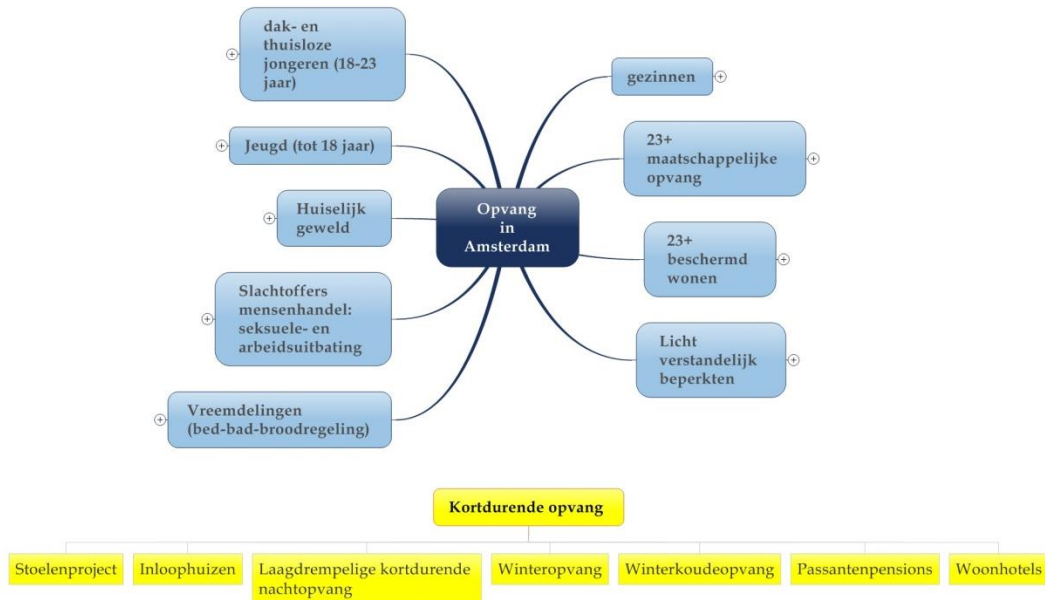 dak- en
thuisloze
jongeren (18-23
jaar)
gezinnen
Jeugd (tot 18 jaar)
23+
maatschappelijke
opvang
Huiselijk
geweld
Opvang
in
Amsterdam
23+
beschermd
wonen
Slachtoffers
mensenhandel:
seksuele- en
arbeidsuitbating
Licht
verstandelijk
beperkten
Vreemdelingen
(bed-bad-broodregeling)
Kortdurende opvang
Stoelenproject
Inloophuizen
Laagdrempelige kortdurende
nachtopvang
Winteropvang
Winterkoudeopvang
Passantenpensions
Woonhotels